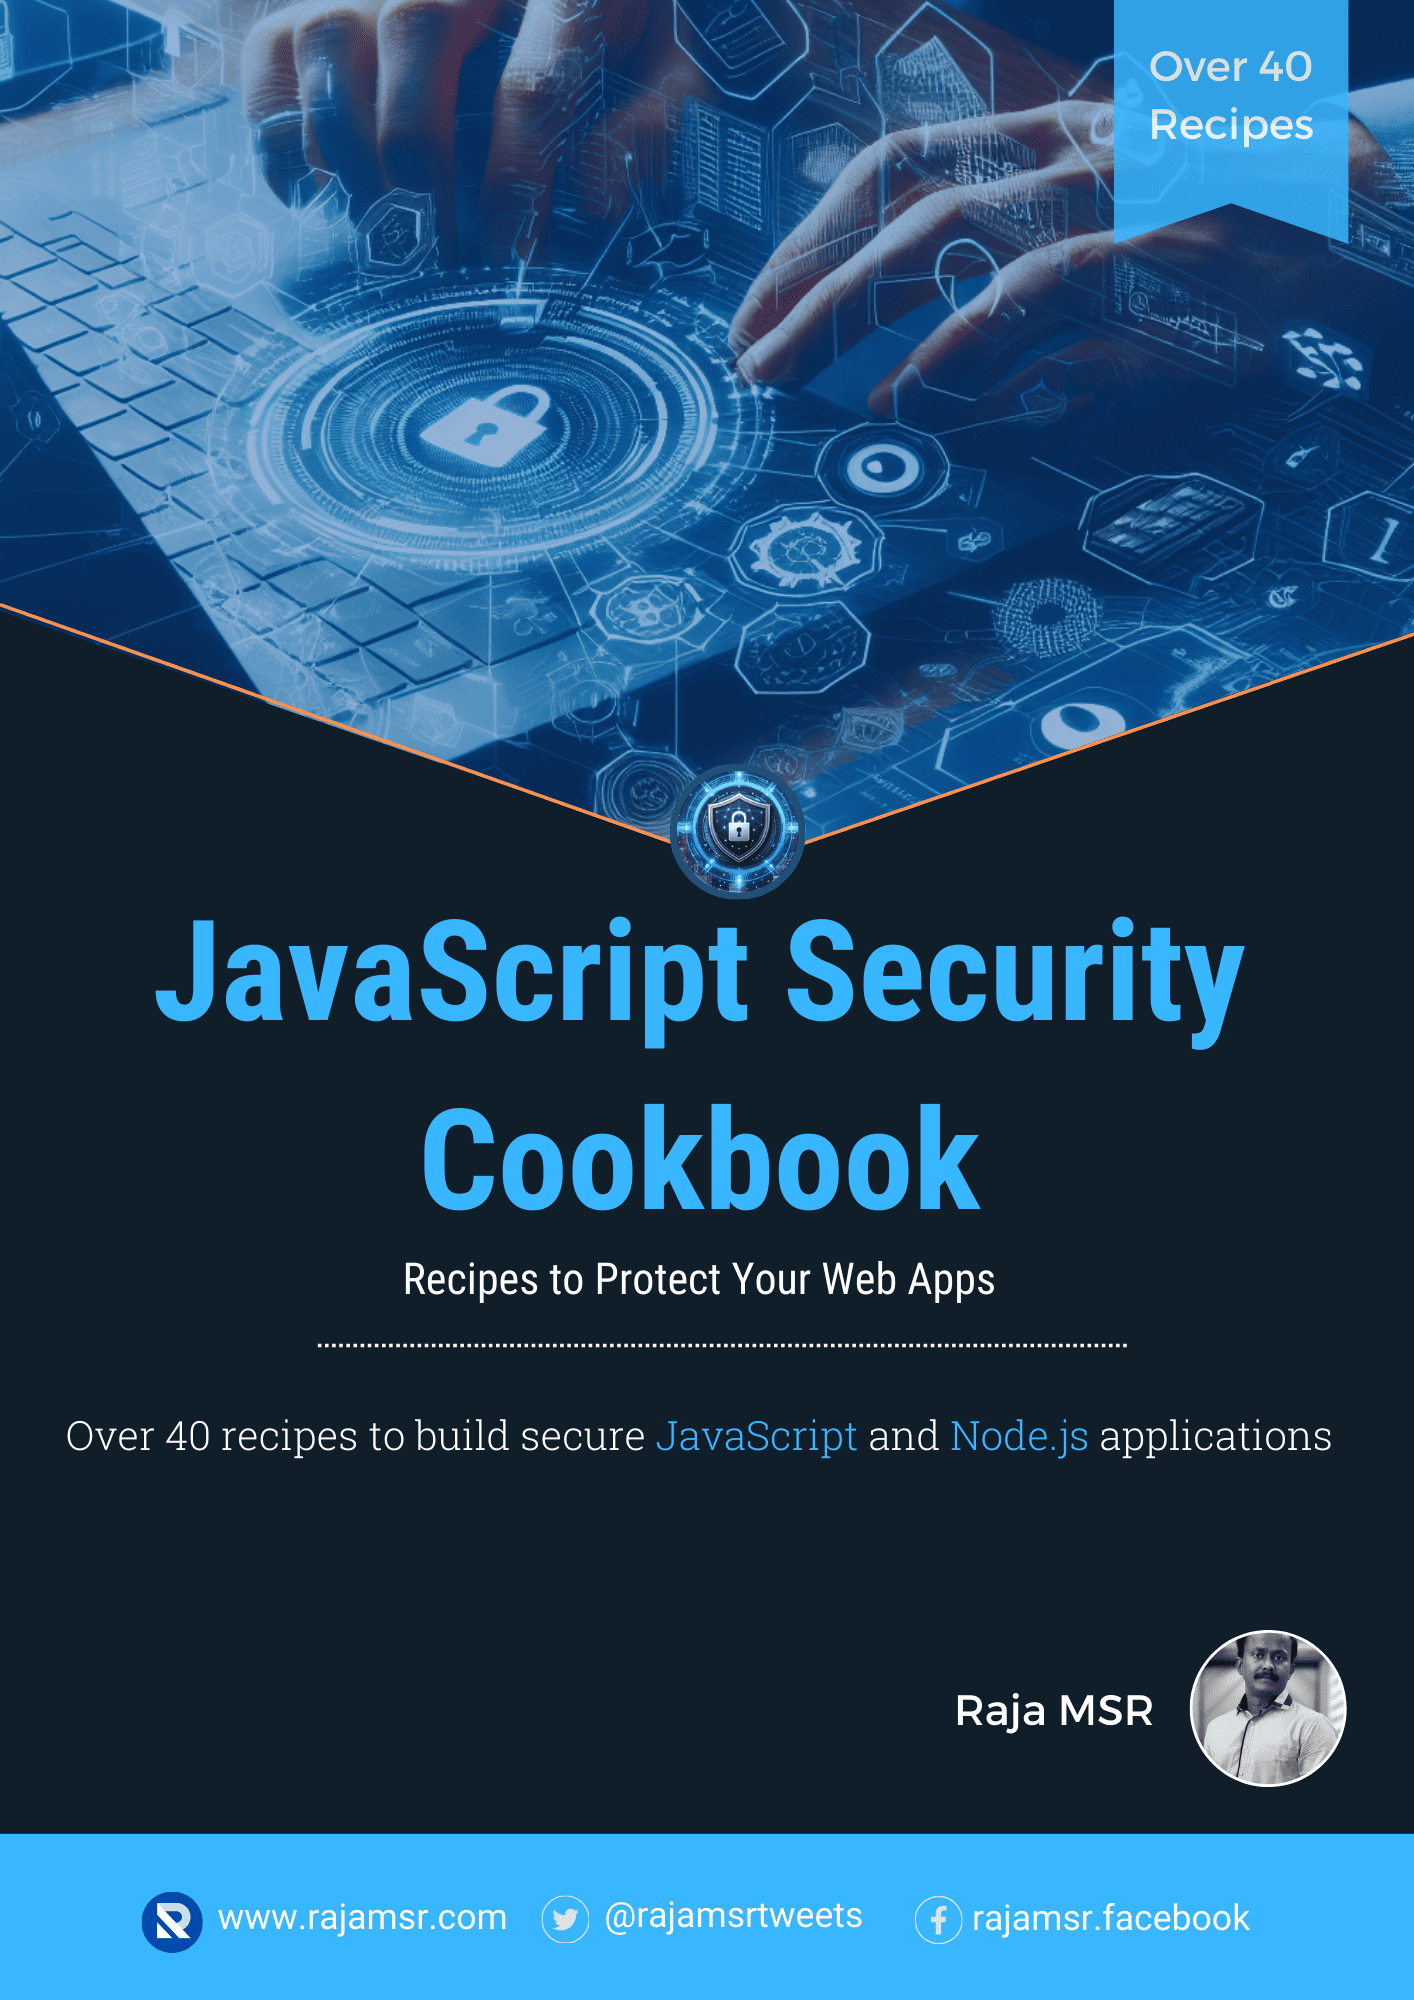 Over 40
Recipes
JavaScript Security
Cookbook
Recipes to Protect Your Web Apps
Over 40 recipes to build secure JavaScript and Node.js applications
Raja MSR
www.rajamsr.com
@rajamsrtweets
rajamsr.facebook